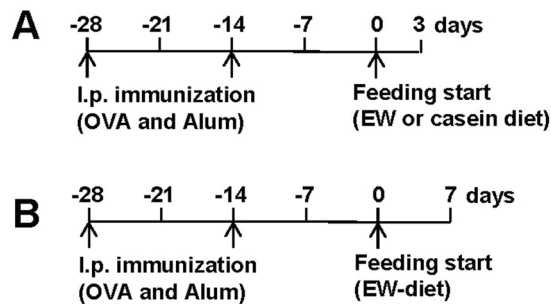 A
-28 -21 -14 -7 0 3 days
I.p. immunization Feeding start
(OVA and Alum) (EW or casein diet)
B
-28 -21 -14 -7 0 7 days
I.p. immunization Feeding start
(OVA and Alum) (EW-diet)